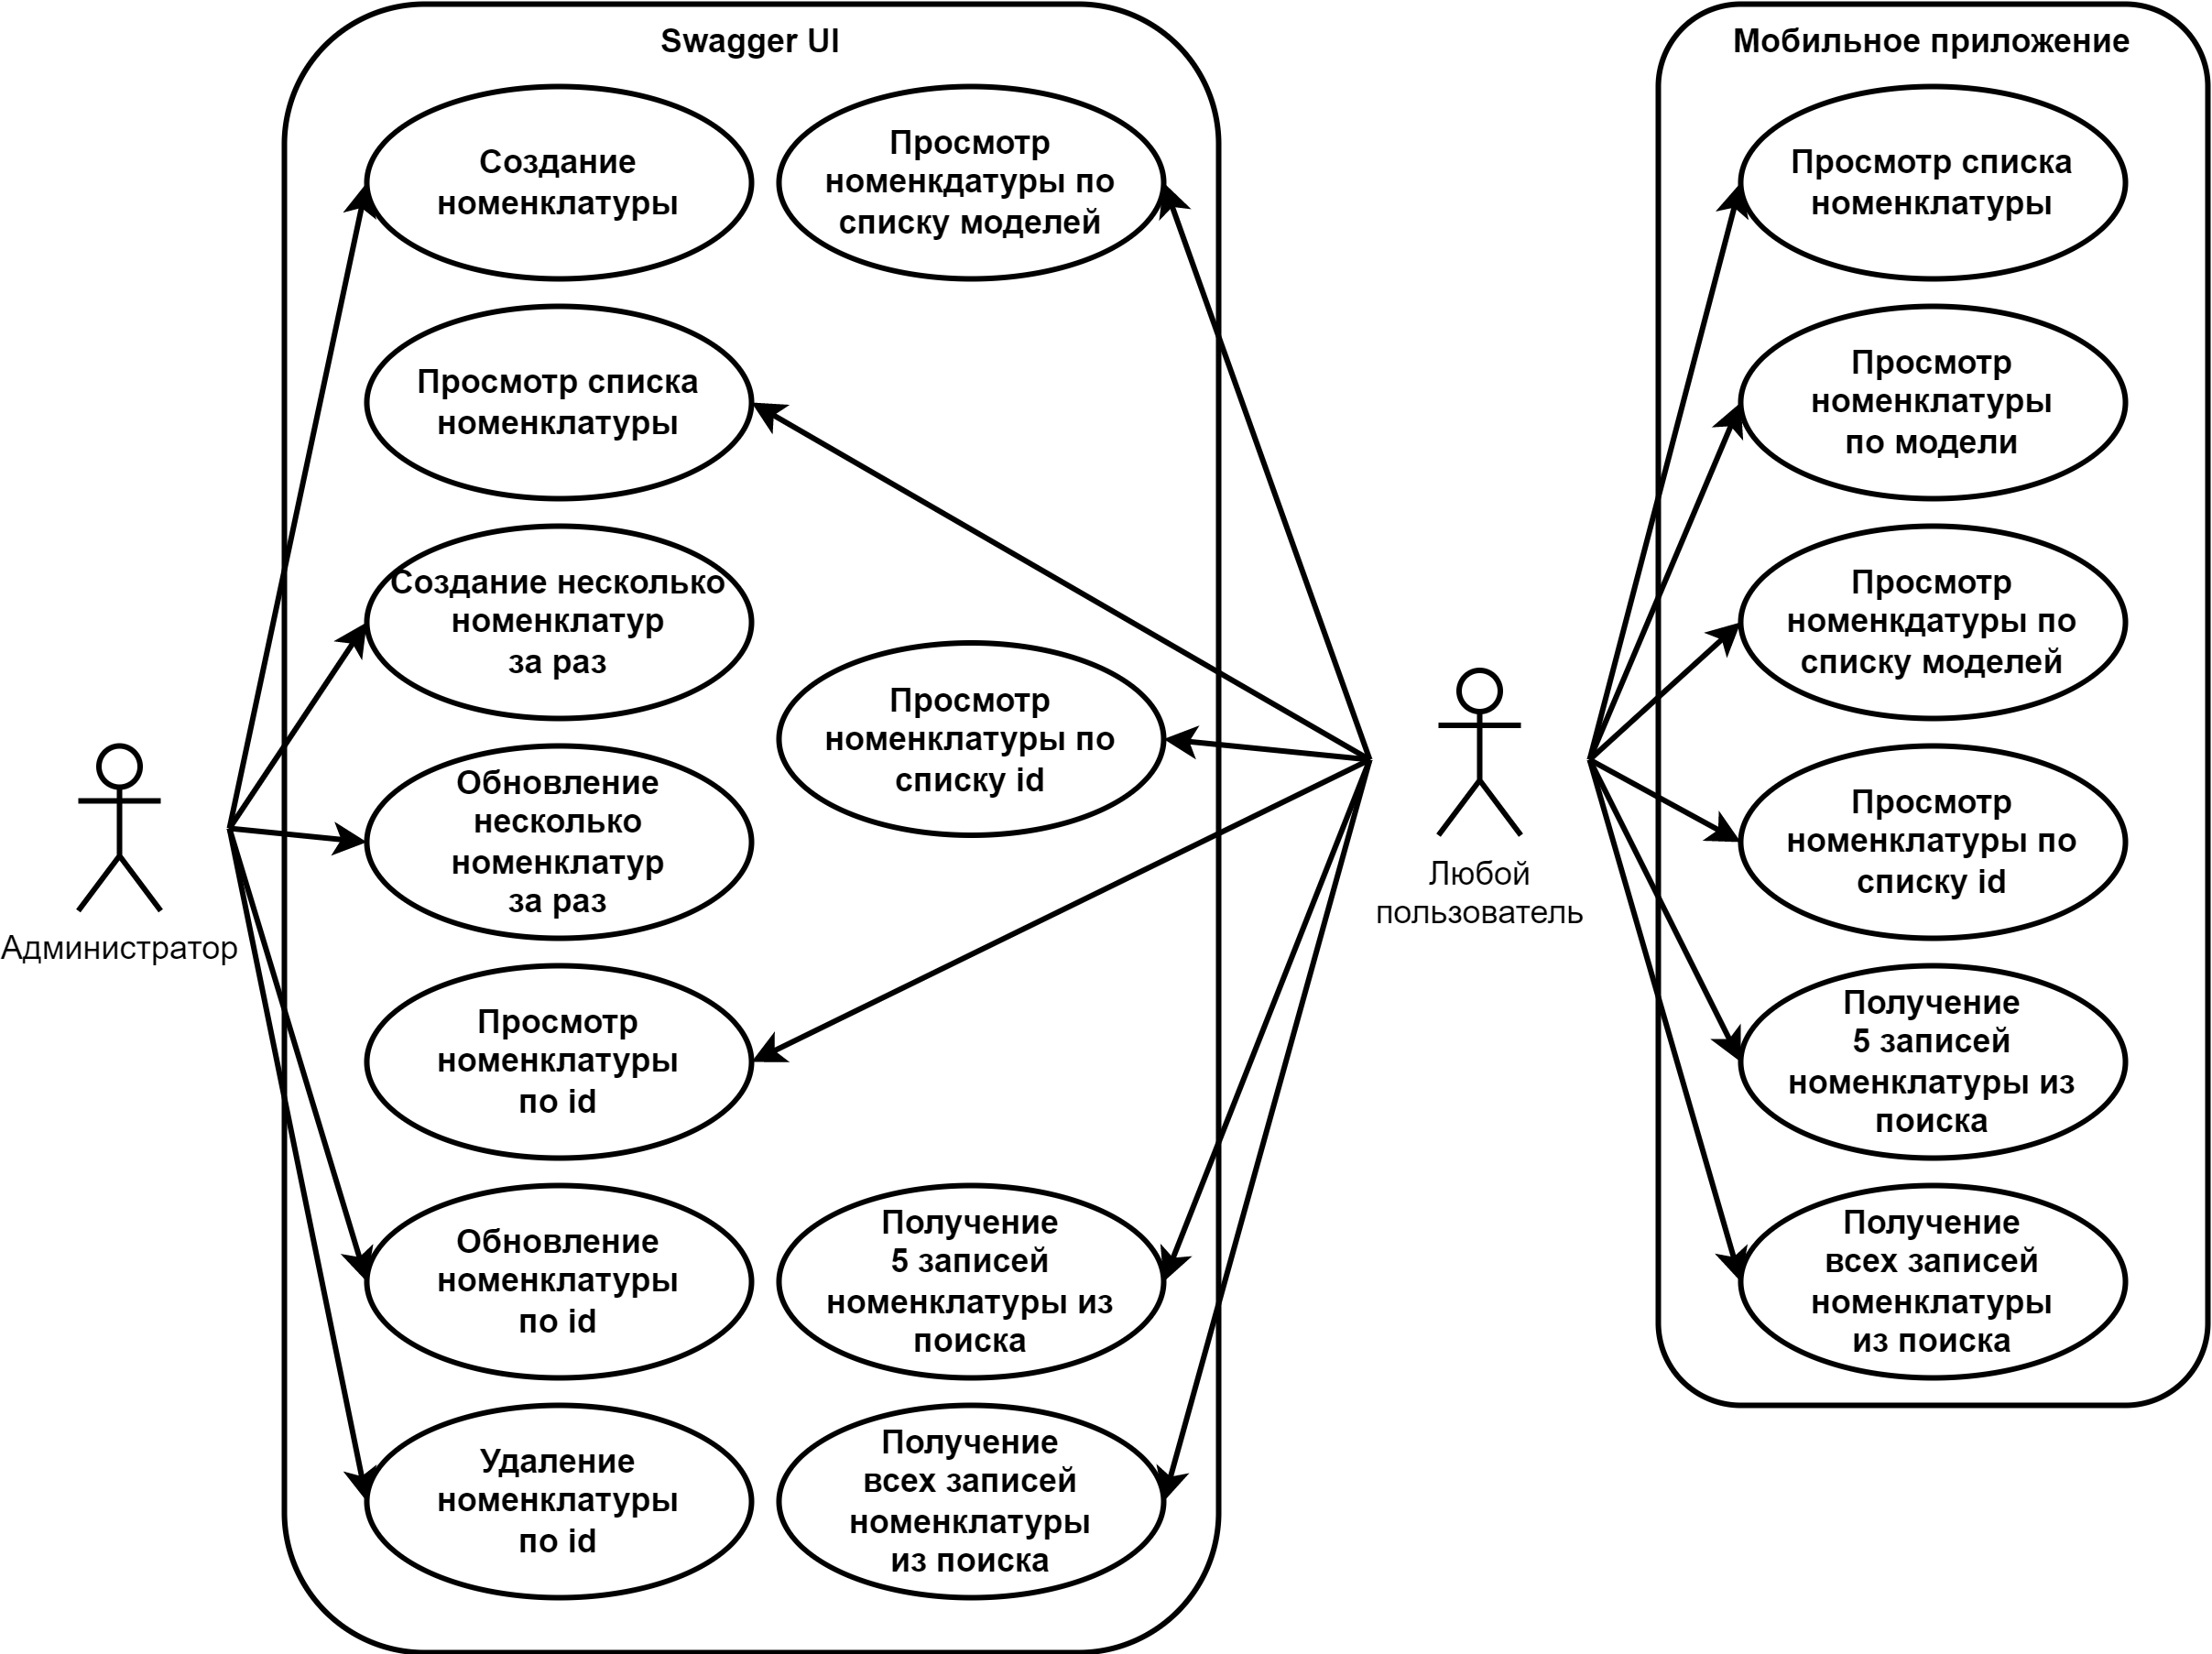 Swagger UI
Создание
номенклатуры
Просмотр
номенкдатуры по
списку моделей
Просмотр списка
номенклатуры
Создание несколько
номенклатур
за раз
Просмотр
номенклатуры по
списку id
Обновление
несколько
номенклатур
за раз
Просмотр
номенклатуры
по id
Обновление
номенклатуры
по id
Получение
5 записей
номенклатуры из
поиска
Удаление
номенклатуры
по id
Получение
всех записей
номенклатуры
из поиска
Администратор
Любой
пользователь
Мобильное приложение
Просмотр списка
номенклатуры
Просмотр
номенклатуры
по модели
Просмотр
номенкдатуры по
списку моделей
Просмотр
номенклатуры по
списку id
Получение
5 записей
номенклатуры из
поиска
Получение
всех записей
номенклатуры
из поиска